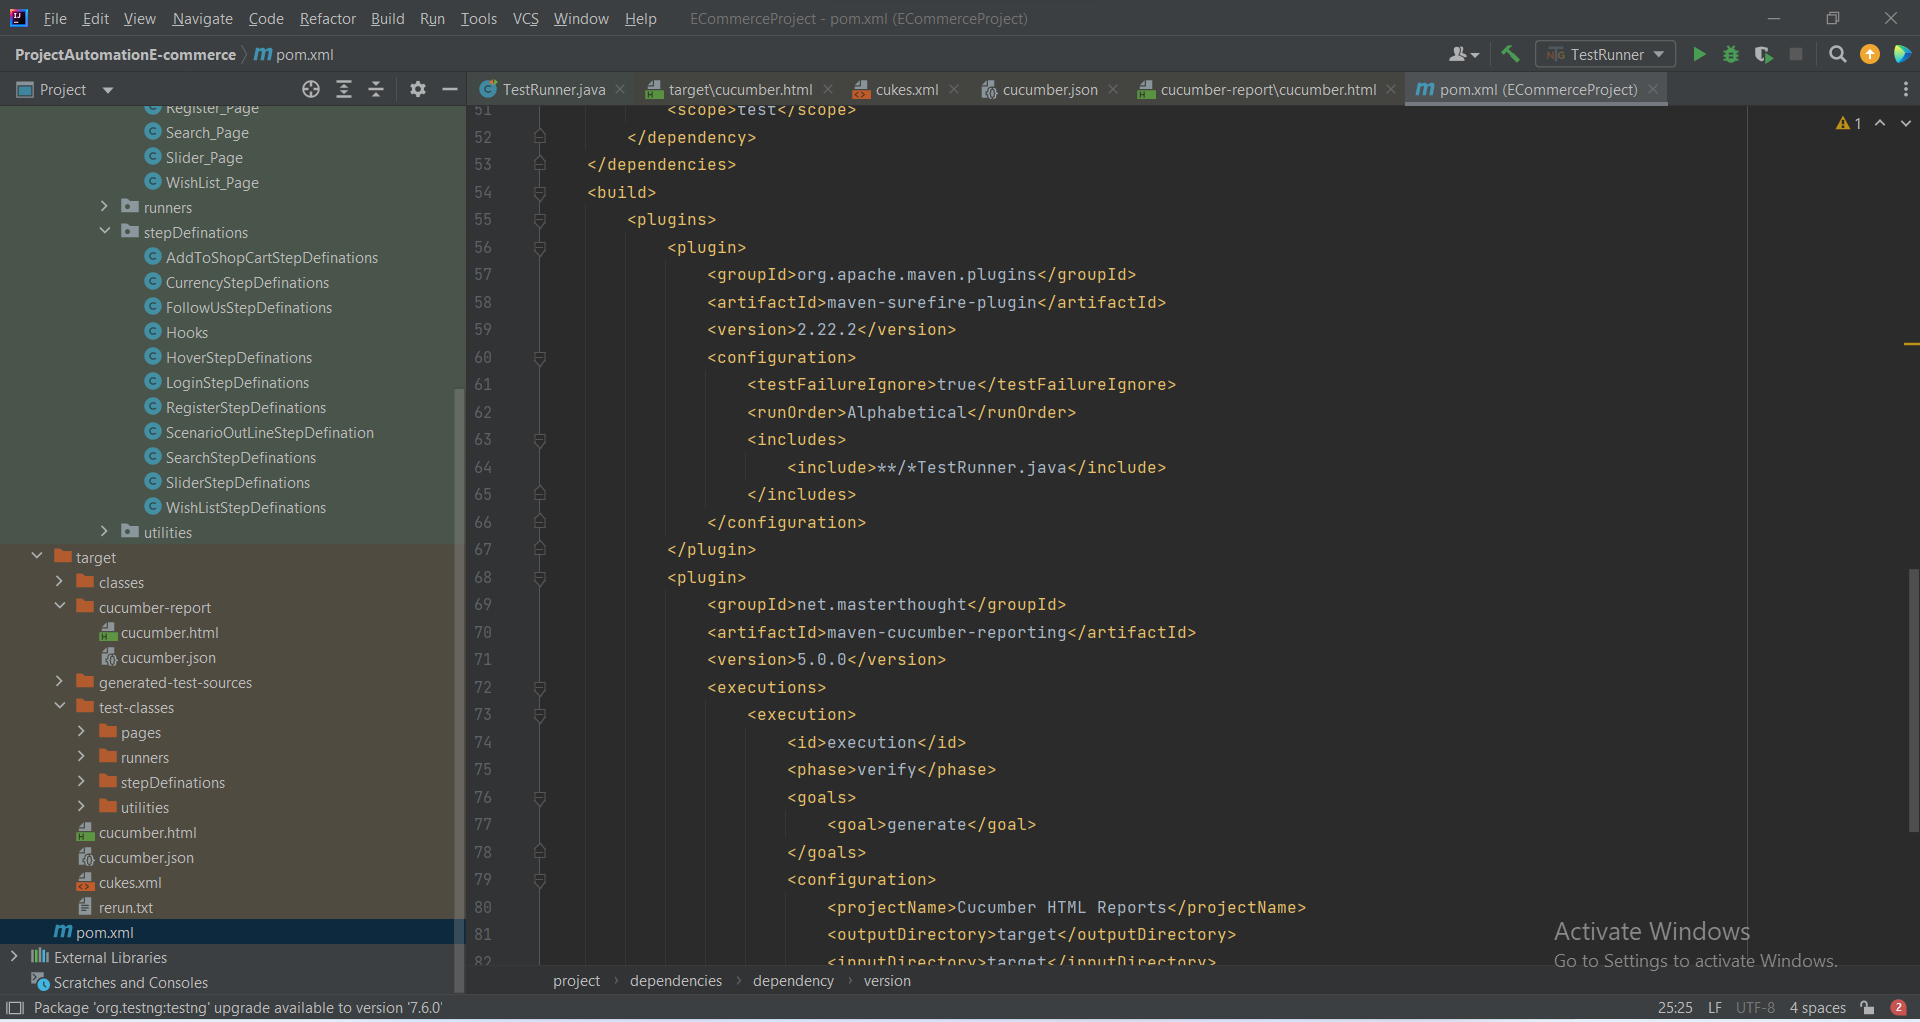 File Edit View Navigate Code Refactor Build Run Tools VCS Window Help ECommerceProject - pom.xml (ECommerceProject)
ProjectAutomationE-commerce pom.xml TestRunner
Project
TestRunner.java target\cucumber.html cukes.xml cucumber.json cucumber-report\cucumber.html pom.xml (ECommerceProject)
Register_Page
Search_Page
Slider_Page
WishList_Page
runners
stepDefinations
AddToShopCartStepDefinations
CurrencyStepDefinations
FollowUsStepDefinations
Hooks
HoverStepDefinations
LoginStepDefinations
RegisterStepDefinations
ScenarioOutLineStepDefination
SearchStepDefinations
SliderStepDefinations
WishListStepDefinations
utilities
target
classes
cucumber-report
cucumber.html
cucumber.json
generated-test-sources
test-classes
pages
runners
stepDefinations
utilities
cucumber.html
cucumber.json
cukes.xml
rerun.txt
pom.xml
External Libraries
Scratches and Consoles
1
51 <scope>test</scope>
52 </dependency>
53 </dependencies>
54 <build>
55 <plugins>
56 <plugin>
57 <groupId>org.apache.maven.plugins</groupId>
58 <artifactId>maven-surefire-plugin</artifactId>
59 <version>2.22.2</version>
60 <configuration>
61 <testFailureIgnore>true</testFailureIgnore>
62 <runOrder>Alphabetical</runOrder>
63 <includes>
64 <include>**/*TestRunner.java</include>
65 </includes>
66 </configuration>
67 </plugin>
68 <plugin>
69 <groupId>net.masterthought</groupId>
70 <artifactId>maven-cucumber-reporting</artifactId>
71 <version>5.0.0</version>
72 <executions>
73 <execution>
74 <id>execution</id>
75 <phase>verify</phase>
76 <goals>
77 <goal>generate</goal>
78 </goals>
79 <configuration>
80 <projectName>Cucumber HTML Reports</projectName>
81 <outputDirectory>target</outputDirectory>
82 <inputDirectory>target</inputDirectory>
Activate Windows
Go to Settings to activate Windows.
project dependencies dependency version
Package 'org.testng:testng' upgrade available to version '7.6.0' 25:25 LF UTF-8 4 spaces 2